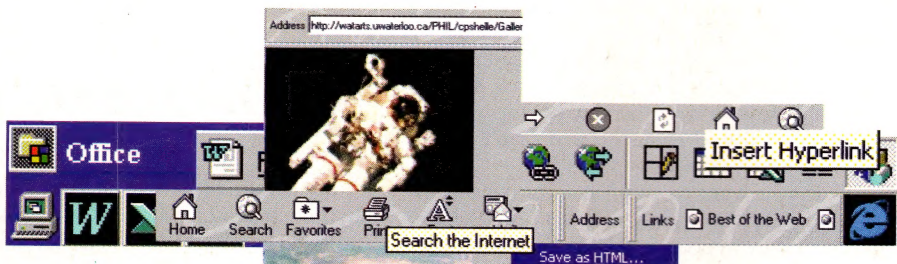 Address http://watarts.uwaterloo.ca/PHIL/cpshelle/Galler
Office
W
Insert Hyperlink
W
Home Search Favorites Prin
Search the Internet
Address Links Best of the Web
Save as HTML...